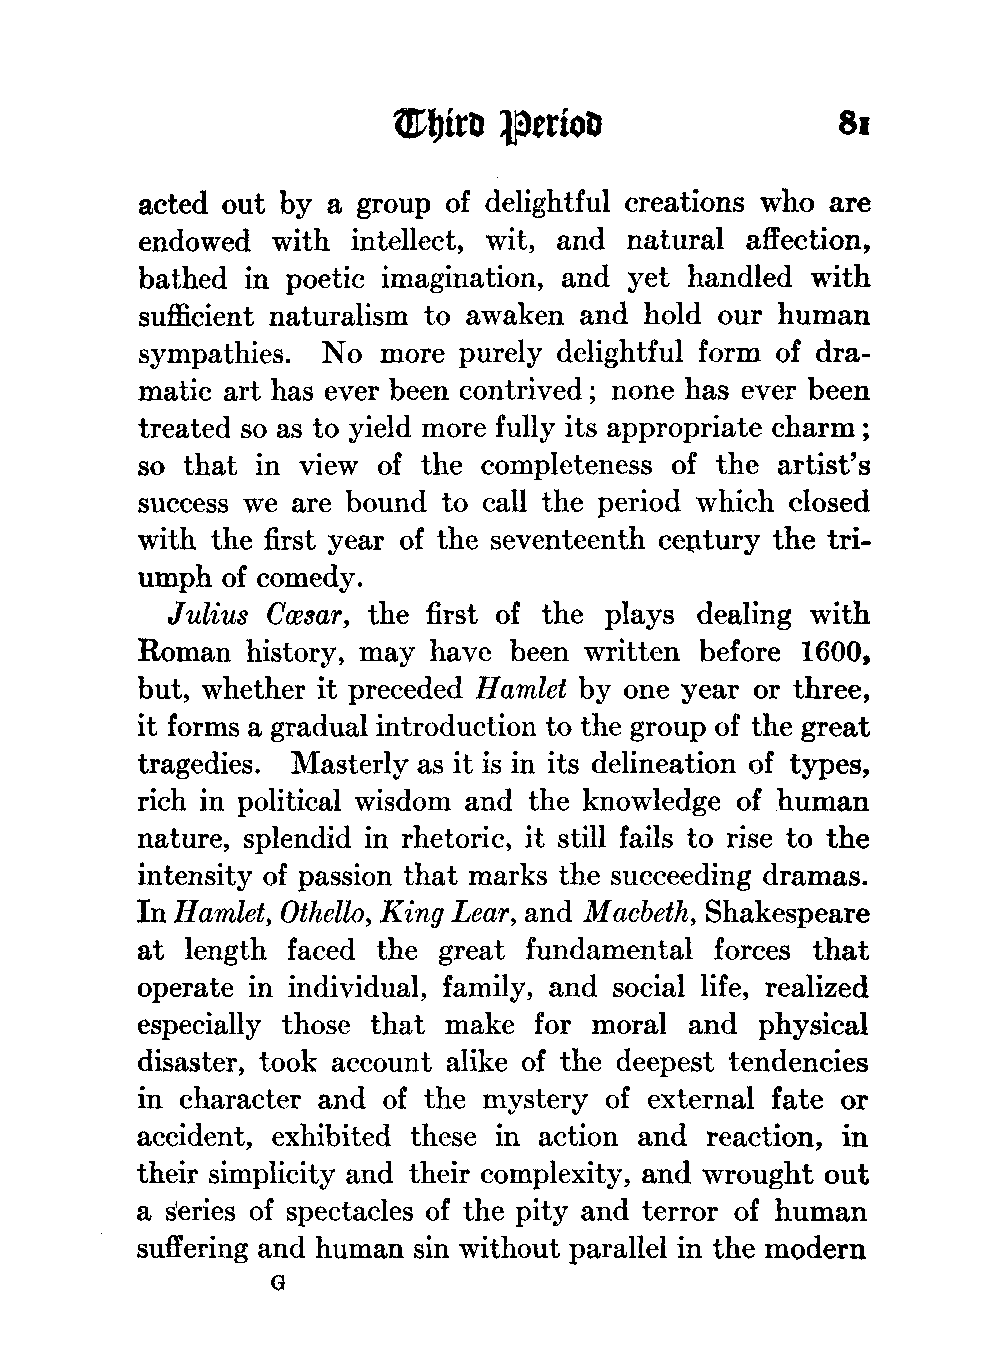 Third Period 81
acted out by a group of delightful creations who are
endowed with intellect, wit, and natural affection,
bathed in poetic imagination, and yet handled with
sufficient naturalism to awaken and hold our human
sympathies. No more purely delightful form of dra-
matic art has ever been contrived; none has ever been
treated so as to yield more fully its appropriate charm;
so that in view of the completeness of the artist's
success we are bound to call the period which closed
with the first year of the seventeenth century the tri-
umph of comedy.
Julius Cæsar, the first of the plays dealing with
Roman history, may have been written before 1600,
but, whether it preceded Hamlet by one year or three,
it forms a gradual introduction to the group of the great
tragedies. Masterly as it is in its delineation of types,
rich in political wisdom and the knowledge of human
nature, splendid in rhetoric, it still fails to rise to the
intensity of passion that marks the succeeding dramas.
In Hamlet, Othello, King Lear, and Macbeth, Shakespeare
at length faced the great fundamental forces that
operate in individual, family, and social life, realized
especially those that make for moral and physical
disaster, took account alike of the deepest tendencies
in character and of the mystery of external fate or
accident, exhibited these in action and reaction, in
their simplicity and their complexity, and wrought out
a series of spectacles of the pity and terror of human
suffering and human sin without parallel in the modern
G